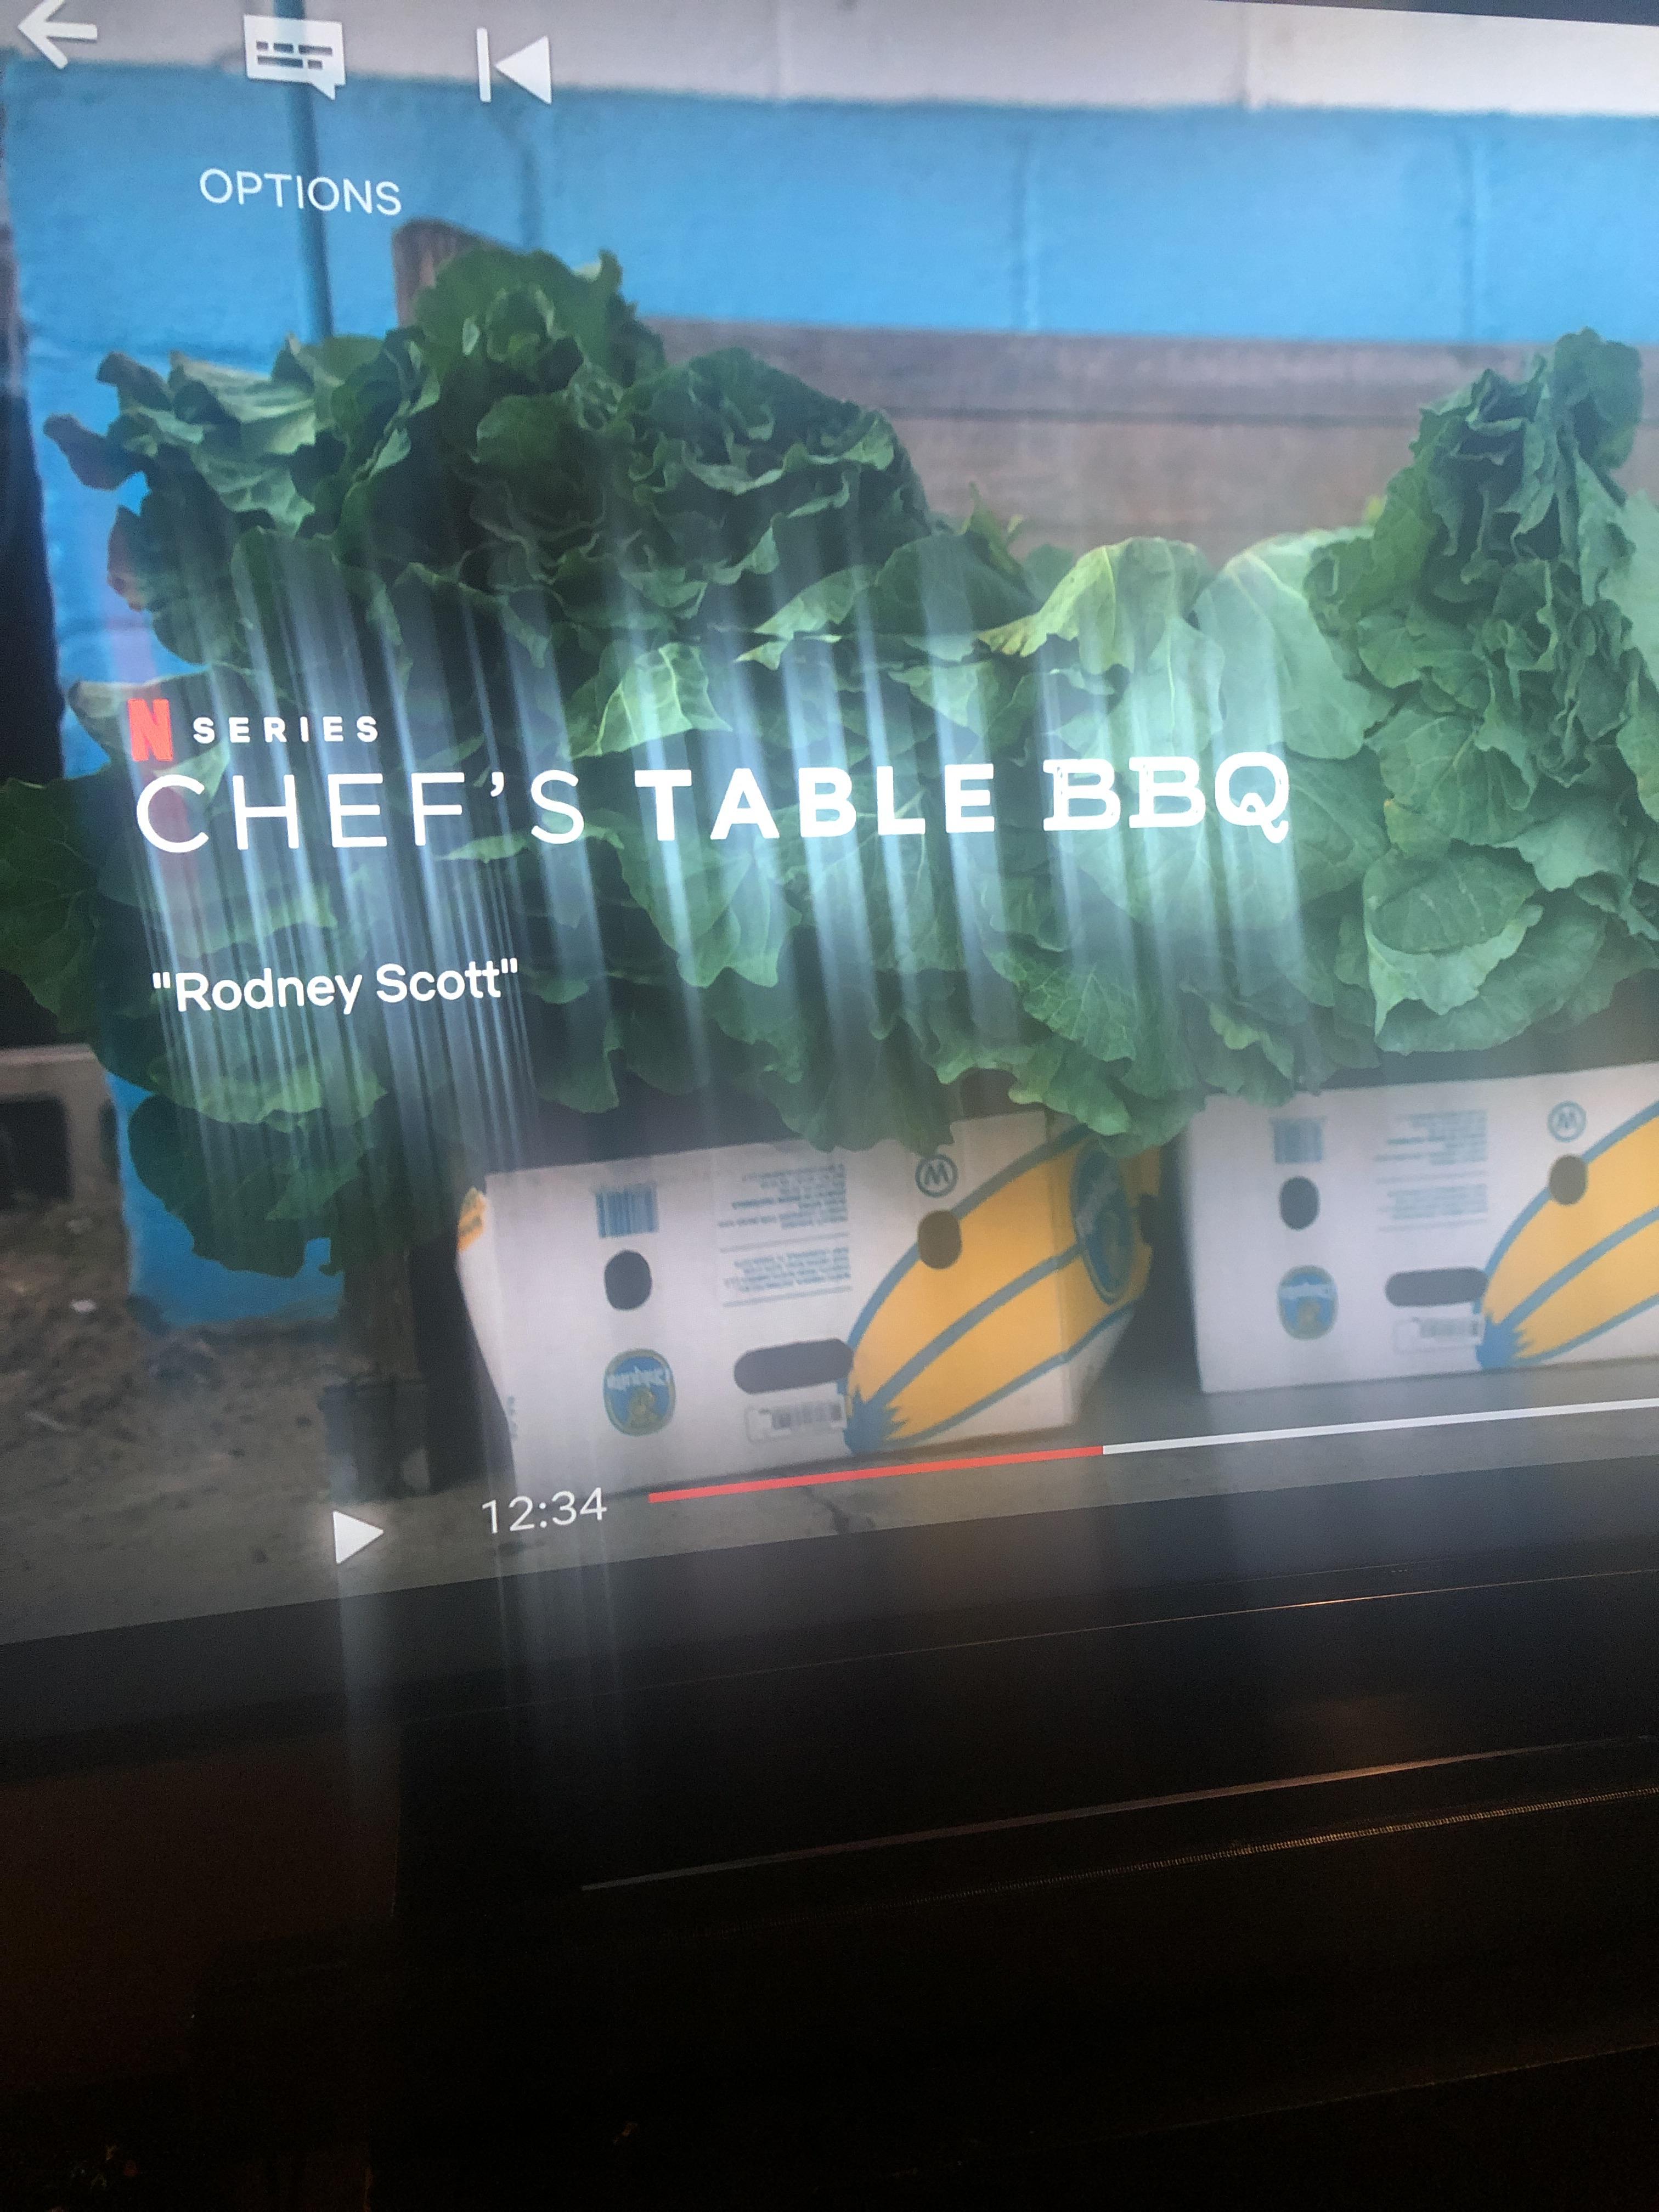 OPTIONS
N SERIES
CHEF'S TABLE BBQ
"Rodney Scott"
12:34